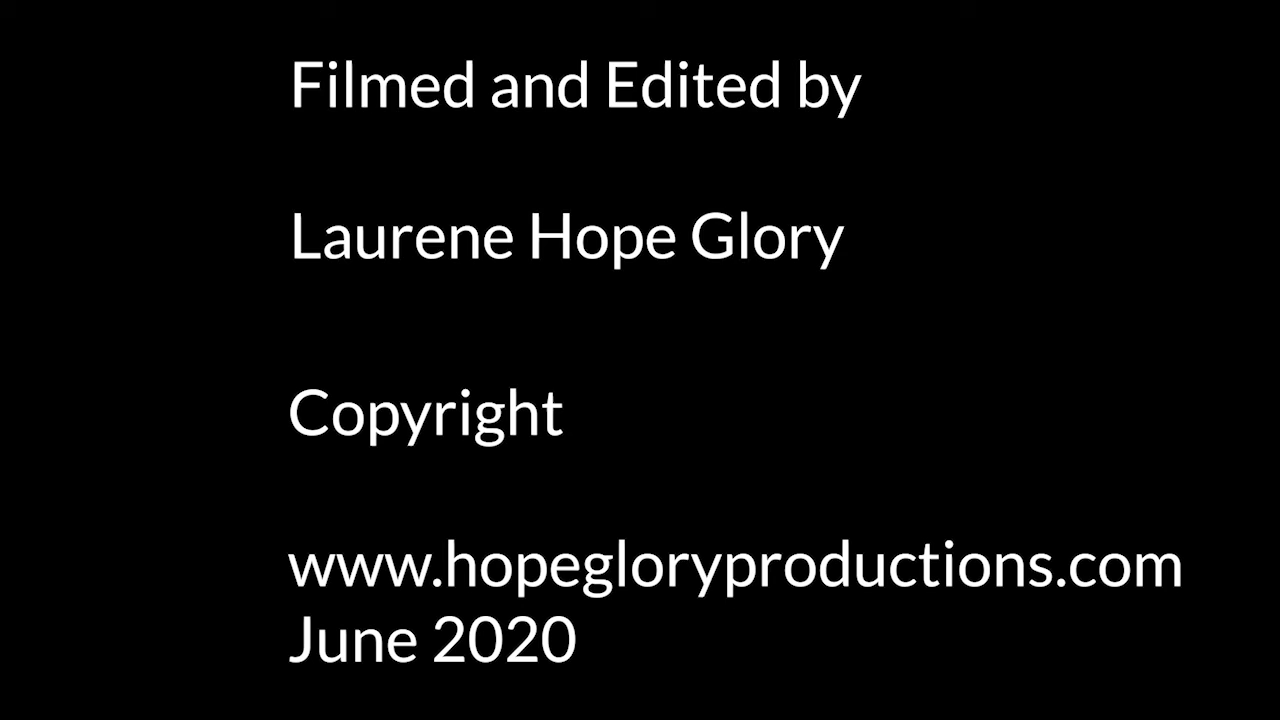 Filmed and Edited by
Laurene Hope Glory
Copyright
www.hopegloryproductions.com
June 2020